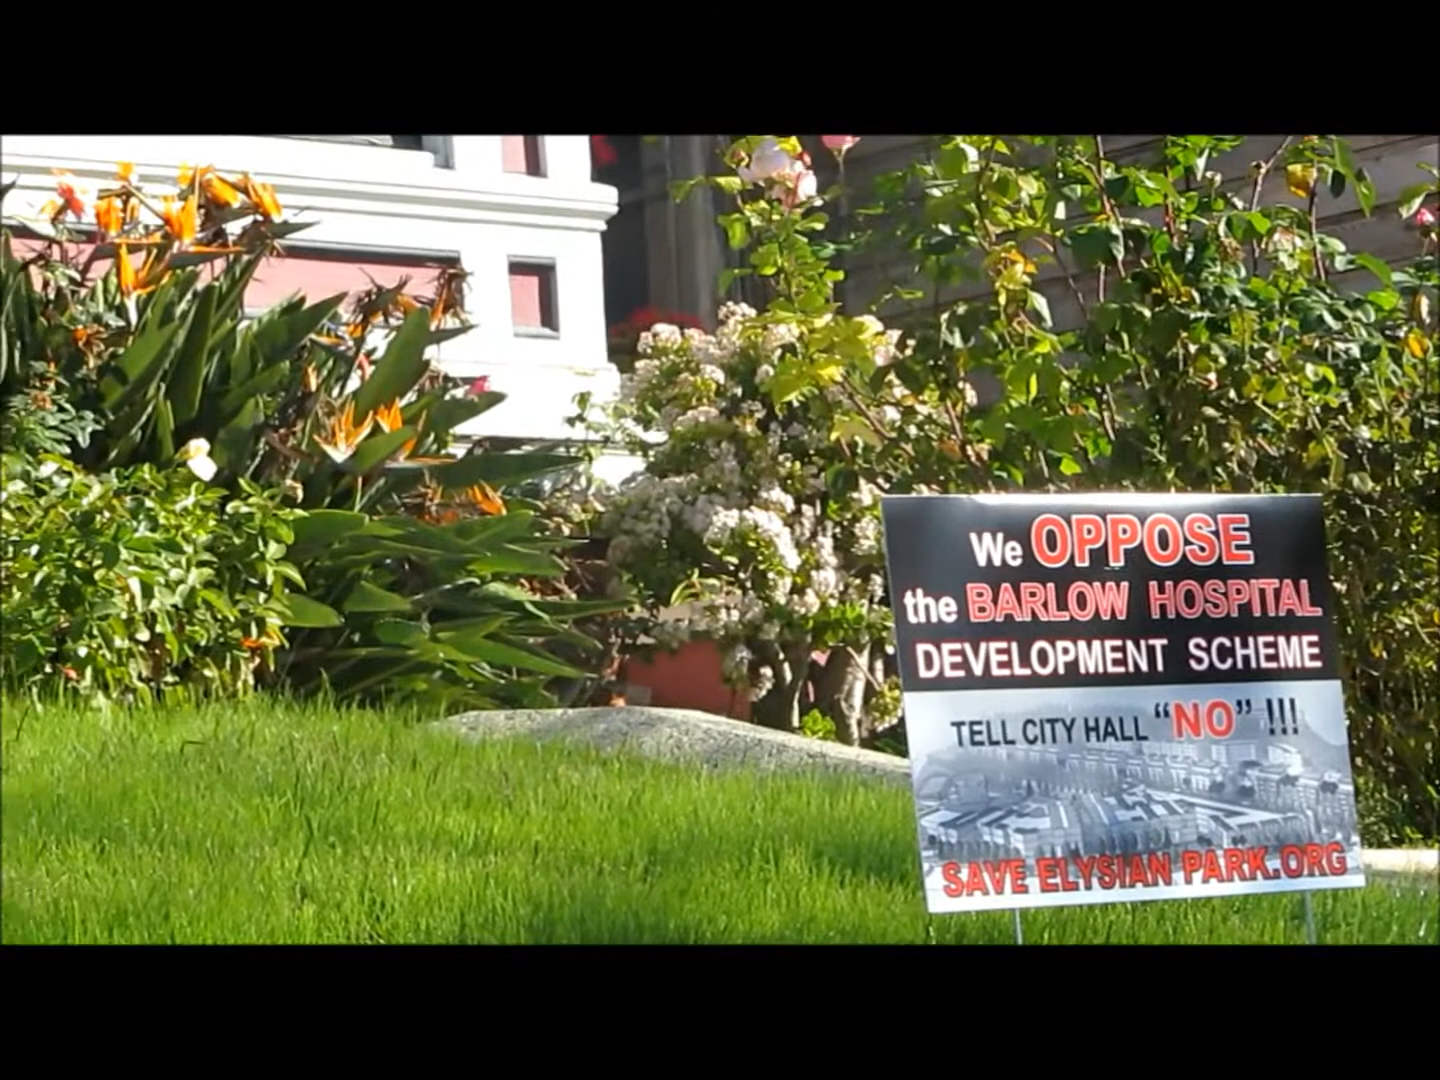 We OPPOSE
the BARLOW HOSPITAL
DEVELOPMENT SCHEME
TELL CITY HALL “NO” !!!
SAVE ELYSIAN PARK.ORG